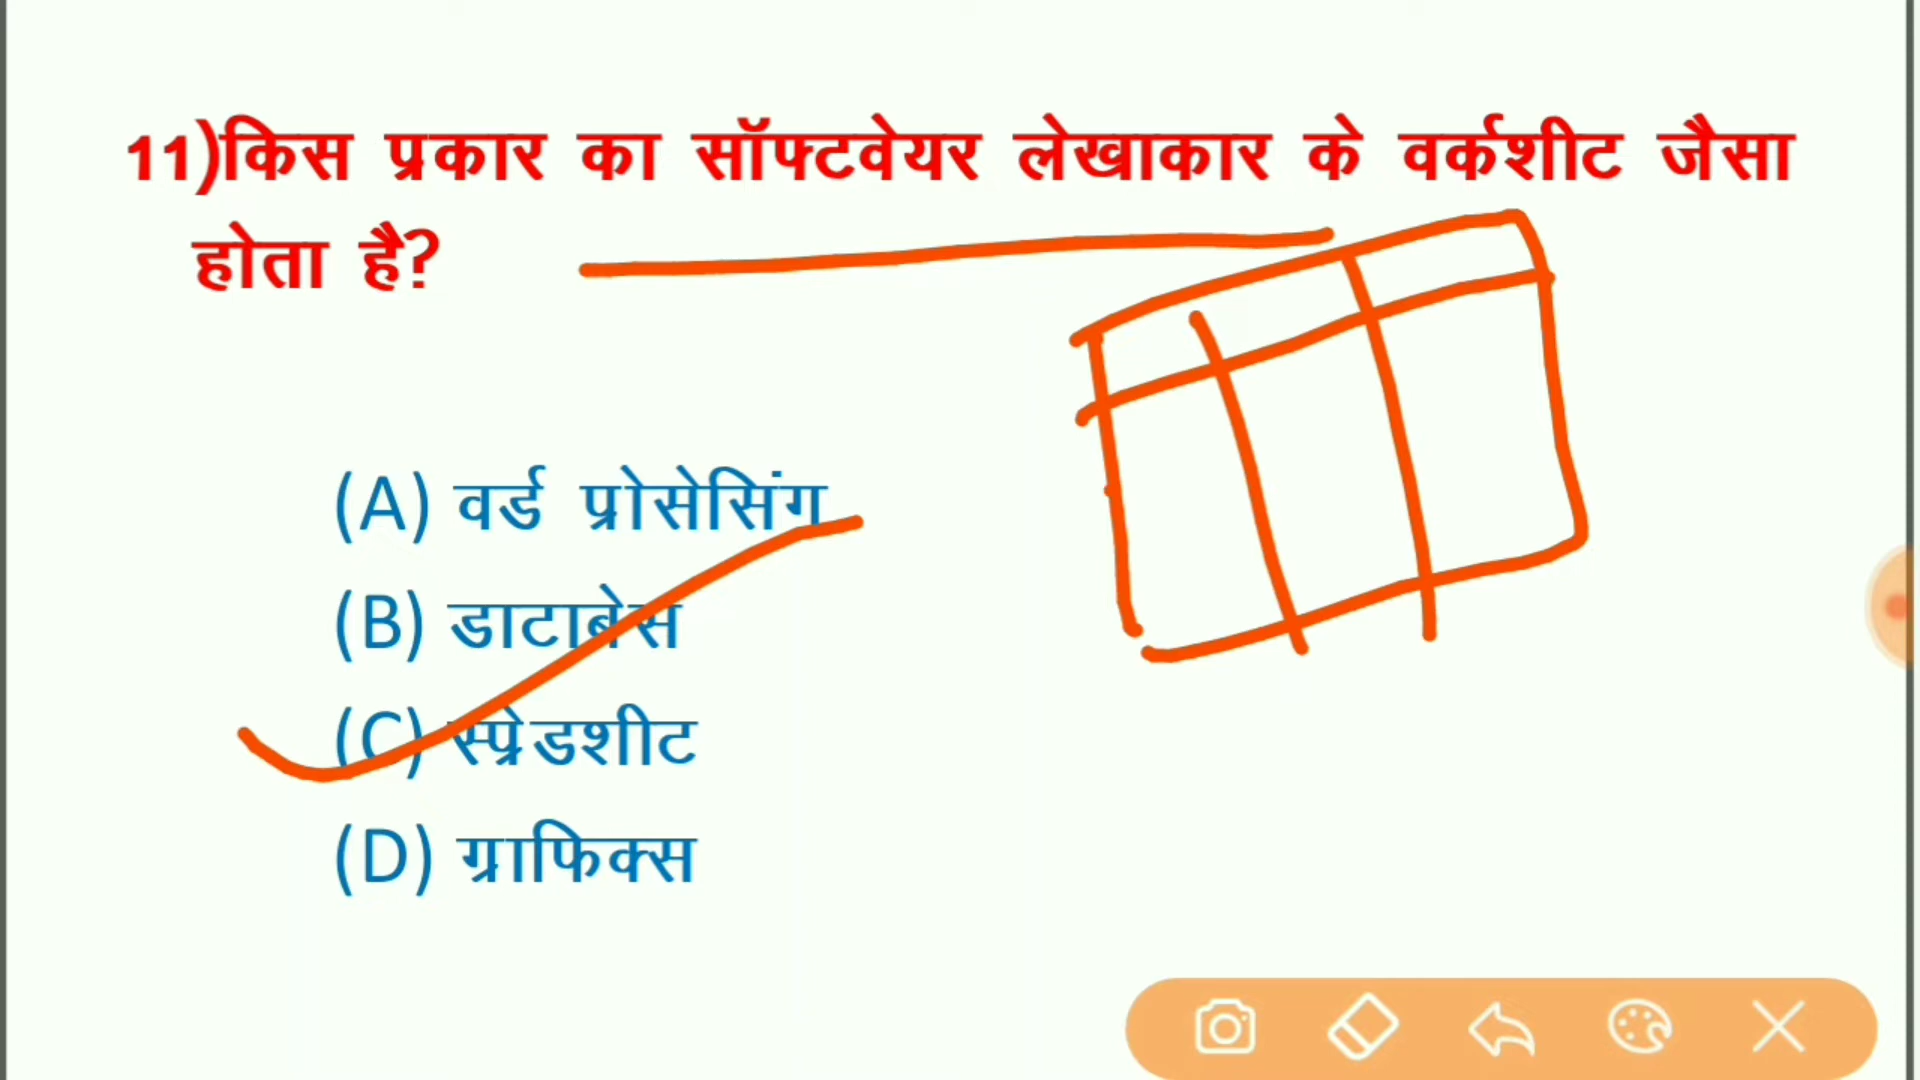 11)किस प्रकार का सॉफ्टवेयर लेखाकार के वर्कशीट जैसा
होता है?
(A) वर्ड प्रोसेसिंग
(B) डाटाबेस
(C) स्प्रेडशीट
(D) ग्राफिक्स